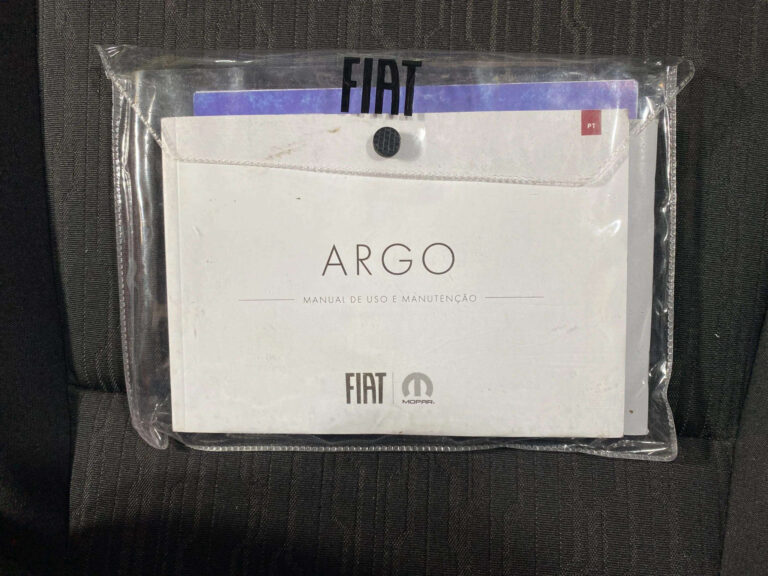 FIAT
PT
ARGO
MANUAL DE USO E MANUTENÇÃO
FIAT
MOPAR